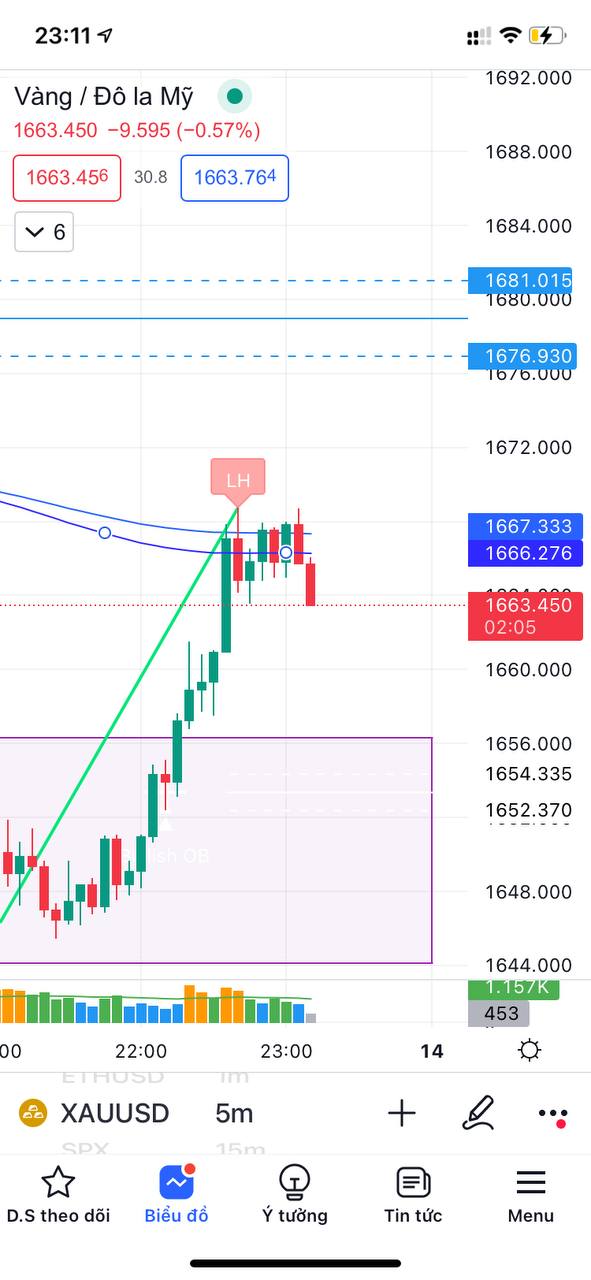 23:11
1692.000
Vàng / Đô la Mỹ
1663.450 −9.595 (−0.57%)
1688.000
1663.456 30.8 1663.764
6
1684.000
1681.015
1680.000
1676.930
1676.000
1672.000
LH
1667.333
1666.276
1663.450
02:05
1660.000
1656.000
1654.335
1652.370
1648.000
1644.000
1.157K
453
:00 22:00 23:00 14
ETHUSD 1m
XAUUSD 5m
SPX 15m
D.S theo dõi Biểu đồ Ý tưởng Tin tức Menu